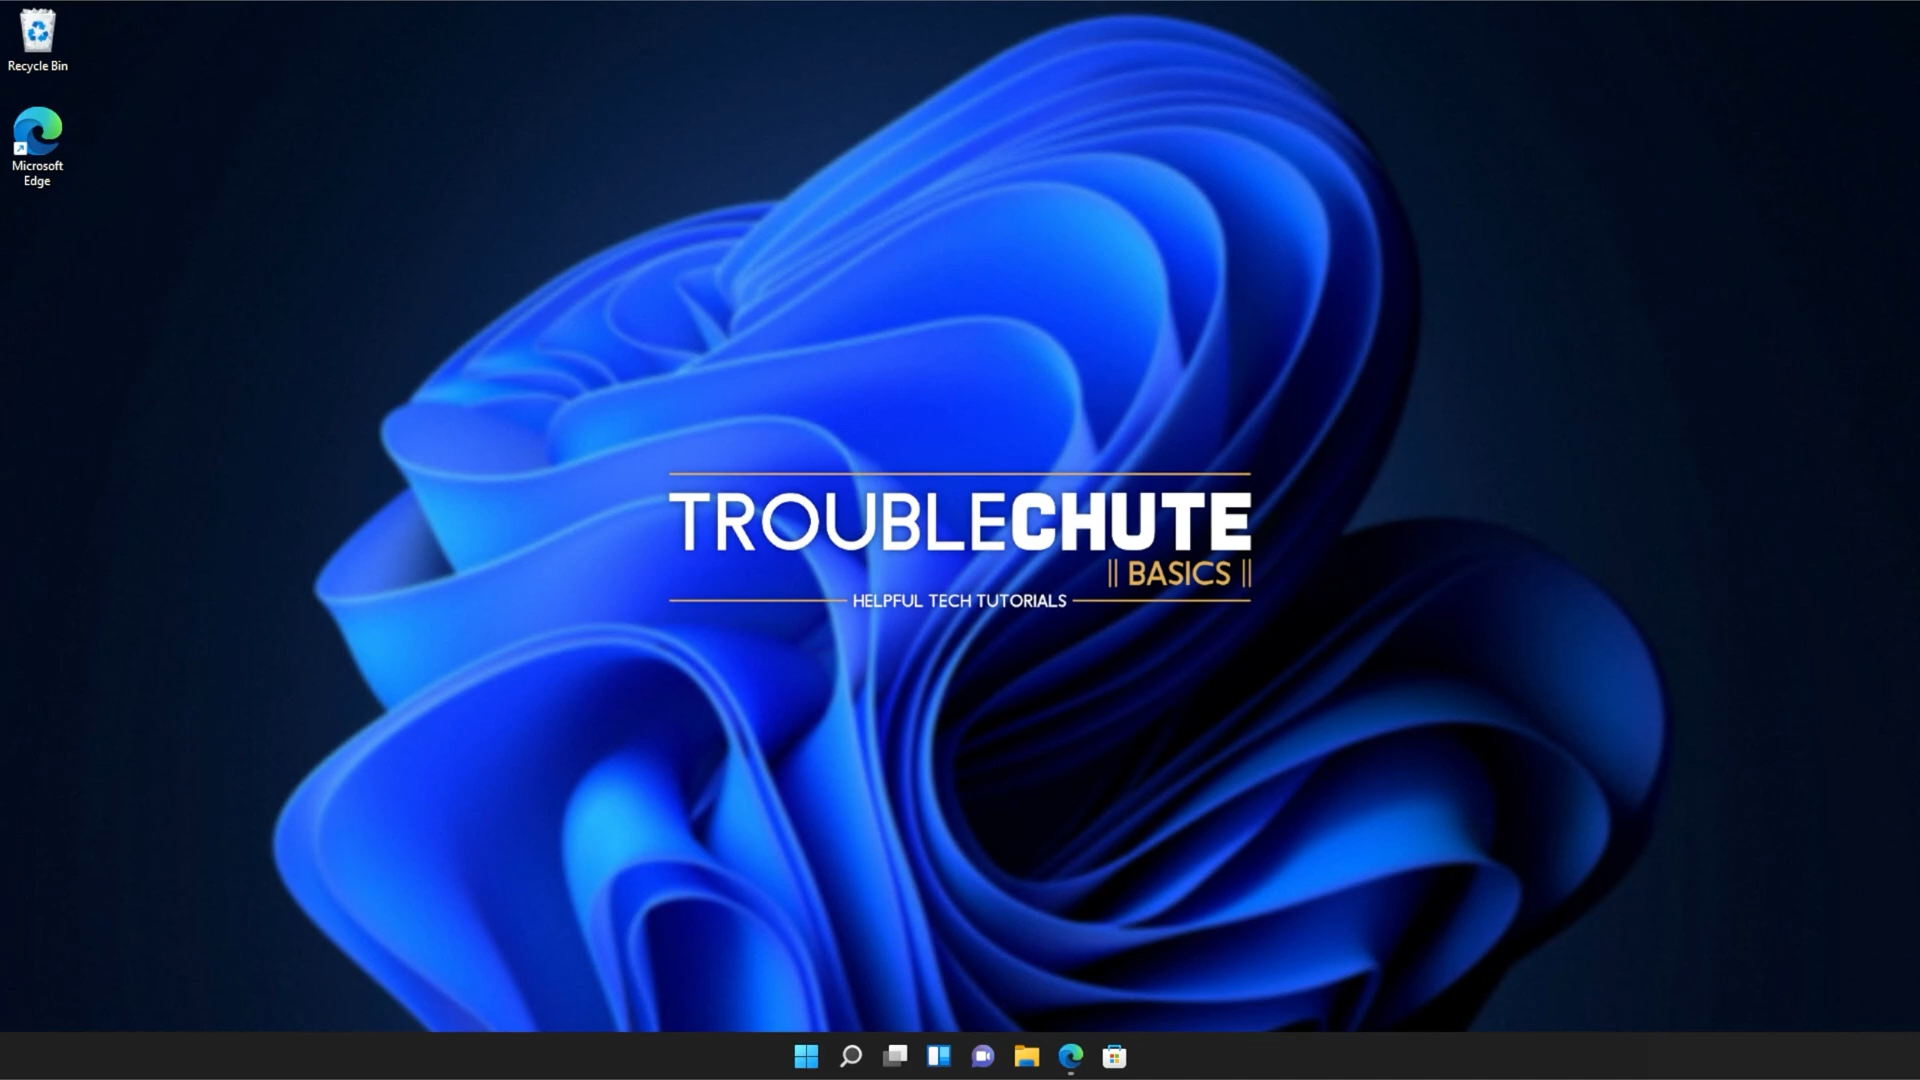 Recycle Bin
Microsoft
Edge
TROUBLECHUTE
|| BASICS ||
HELPFUL TECH TUTORIALS